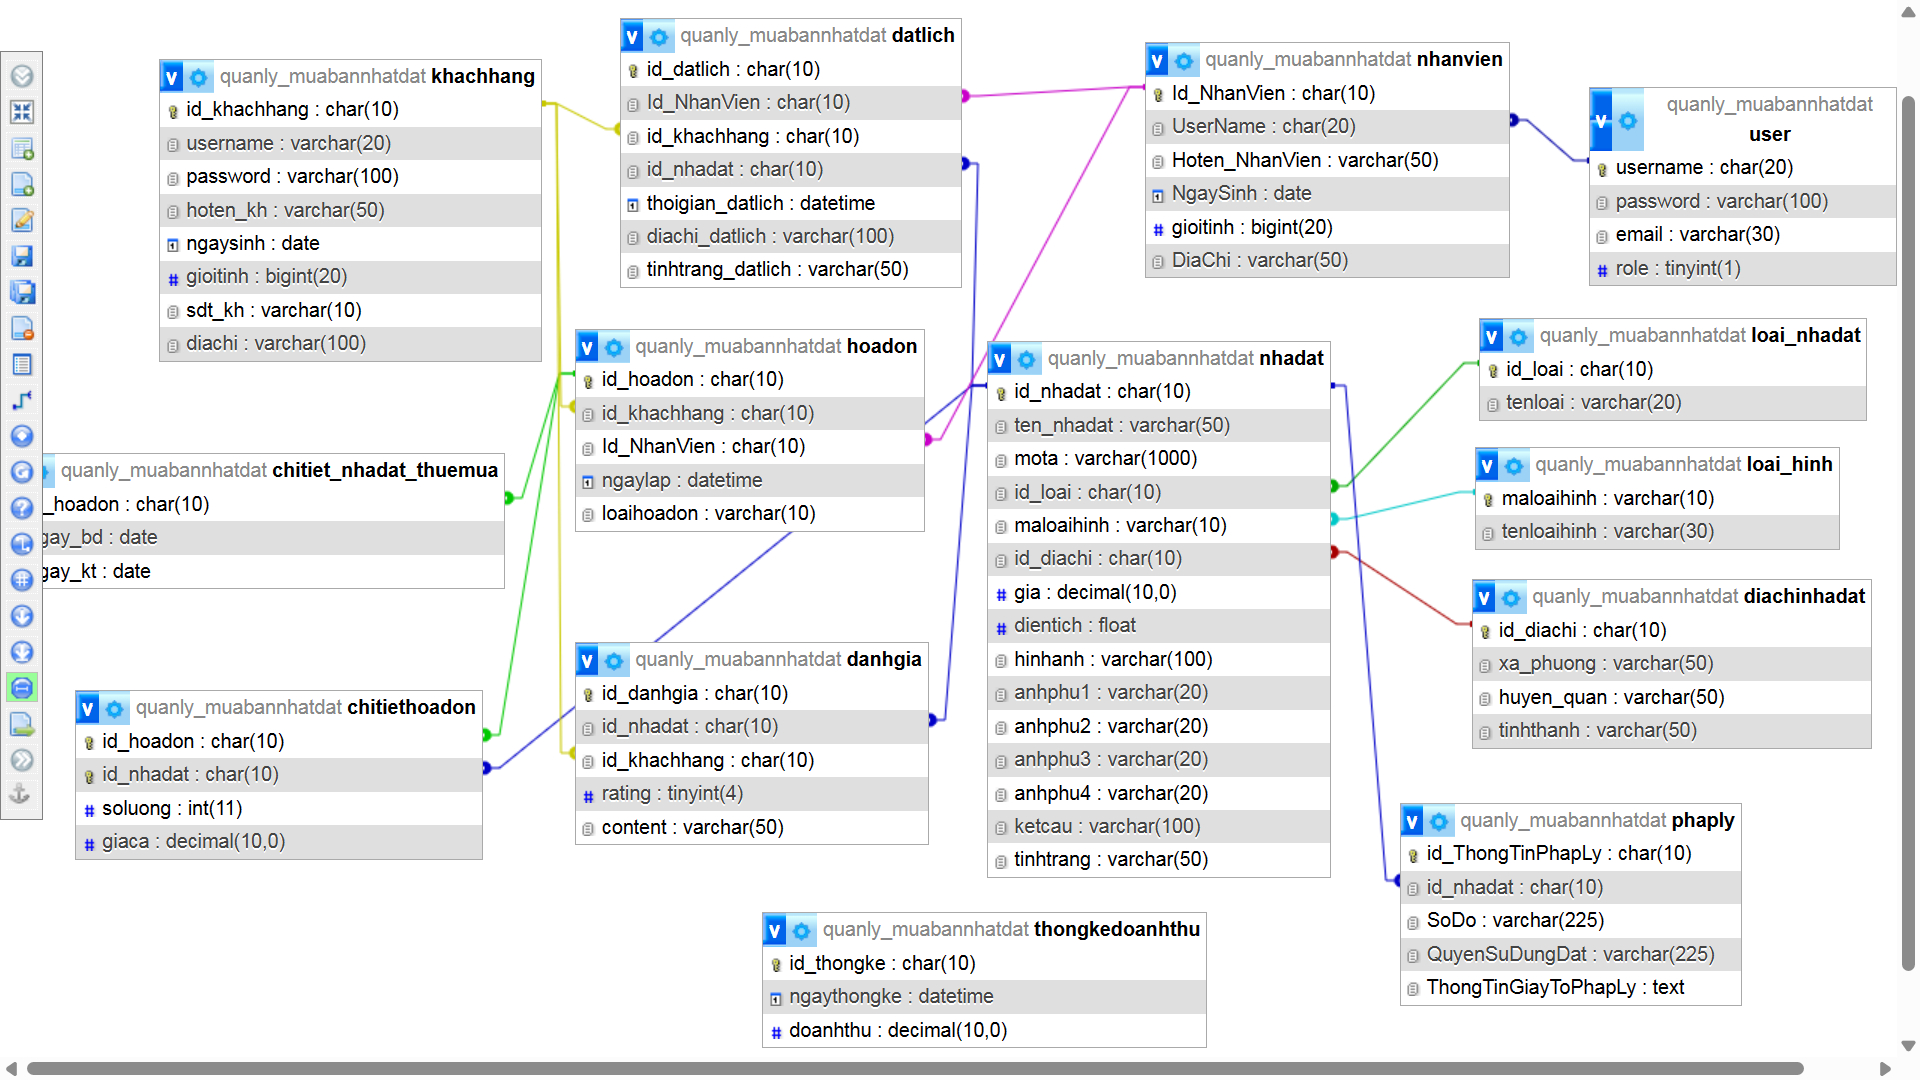 quanly_muabannhatdat khachhang
id_khachhang : char(10)
username : varchar(20)
password : varchar(100)
hoten_kh : varchar(50)
ngaysinh : date
gioitinh : bigint(20)
sdt_kh : varchar(10)
diachi : varchar(100)
quanly_muabannhatdat datlich
id_datlich : char(10)
Id_NhanVien : char(10)
id_khachhang : char(10)
id_nhadat : char(10)
thoigian_datlich : datetime
diachi_datlich : varchar(100)
tinhtrang_datlich : varchar(50)
quanly_muabannhatdat nhanvien
Id_NhanVien : char(10)
UserName : char(20)
Hoten_NhanVien : varchar(50)
NgaySinh : date
gioitinh : bigint(20)
DiaChi : varchar(50)
quanly_muabannhatdat
user
username : char(20)
password : varchar(100)
email : varchar(30)
role : tinyint(1)
quanly_muabannhatdat hoadon
id_hoadon : char(10)
id_khachhang : char(10)
Id_NhanVien : char(10)
ngaylap : datetime
loaihoadon : varchar(10)
quanly_muabannhatdat nhadat
id_nhadat : char(10)
ten_nhadat : varchar(50)
mota : varchar(1000)
id_loai : char(10)
maloaihinh : varchar(10)
id_diachi : char(10)
gia : decimal(10,0)
dientich : float
hinhanh : varchar(100)
anhphu1 : varchar(20)
anhphu2 : varchar(20)
anhphu3 : varchar(20)
anhphu4 : varchar(20)
ketcau : varchar(100)
tinhtrang : varchar(50)
quanly_muabannhatdat loai_nhadat
id_loai : char(10)
tenloai : varchar(20)
quanly_muabannhatdat loai_hinh
maloaihinh : varchar(10)
tenloaihinh : varchar(30)
quanly_muabannhatdat diachinhadat
id_diachi : char(10)
xa_phuong : varchar(50)
huyen_quan : varchar(50)
tinhthanh : varchar(50)
quanly_muabannhatdat chitiet_nhadat_thuemua
_hoadon : char(10)
gay_bd : date
gay_kt : date
quanly_muabannhatdat chitiethoadon
id_hoadon : char(10)
id_nhadat : char(10)
soluong : int(11)
giaca : decimal(10,0)
quanly_muabannhatdat danhgia
id_danhgia : char(10)
id_nhadat : char(10)
id_khachhang : char(10)
rating : tinyint(4)
content : varchar(50)
quanly_muabannhatdat phaply
id_ThongTinPhapLy : char(10)
id_nhadat : char(10)
SoDo : varchar(225)
QuyenSuDungDat : varchar(225)
ThongTinGiayToPhapLy : text
quanly_muabannhatdat thongkedoanhthu
id_thongke : char(10)
ngaythongke : datetime
doanhthu : decimal(10,0)